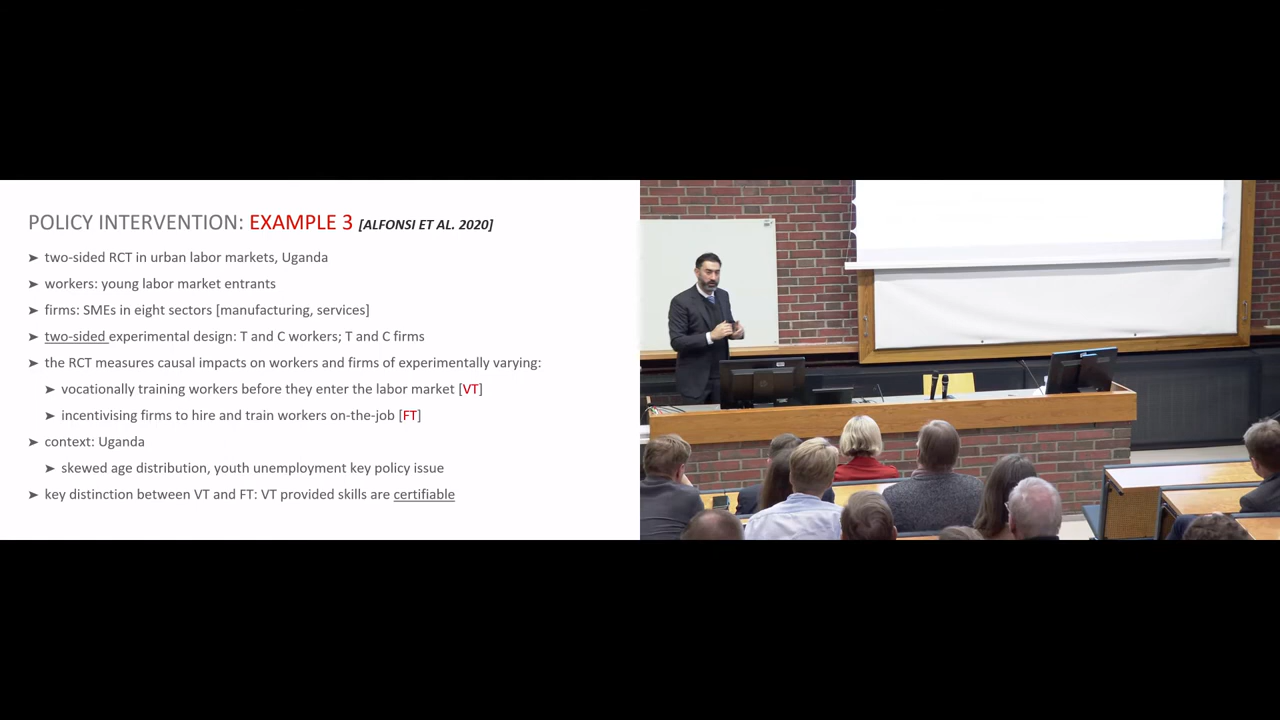 POLICY INTERVENTION: EXAMPLE 3 [ALFONSI ET AL. 2020]
➤ two-sided RCT in urban labor markets, Uganda
➤ workers: young labor market entrants
➤ firms: SMEs in eight sectors [manufacturing, services]
➤ two-sided experimental design: T and C workers; T and C firms
➤ the RCT measures causal impacts on workers and firms of experimentally varying:
➤ vocationally training workers before they enter the labor market [VT]
➤ incentivising firms to hire and train workers on-the-job [FT]
➤ context: Uganda
➤ skewed age distribution, youth unemployment key policy issue
➤ key distinction between VT and FT: VT provided skills are certifiable